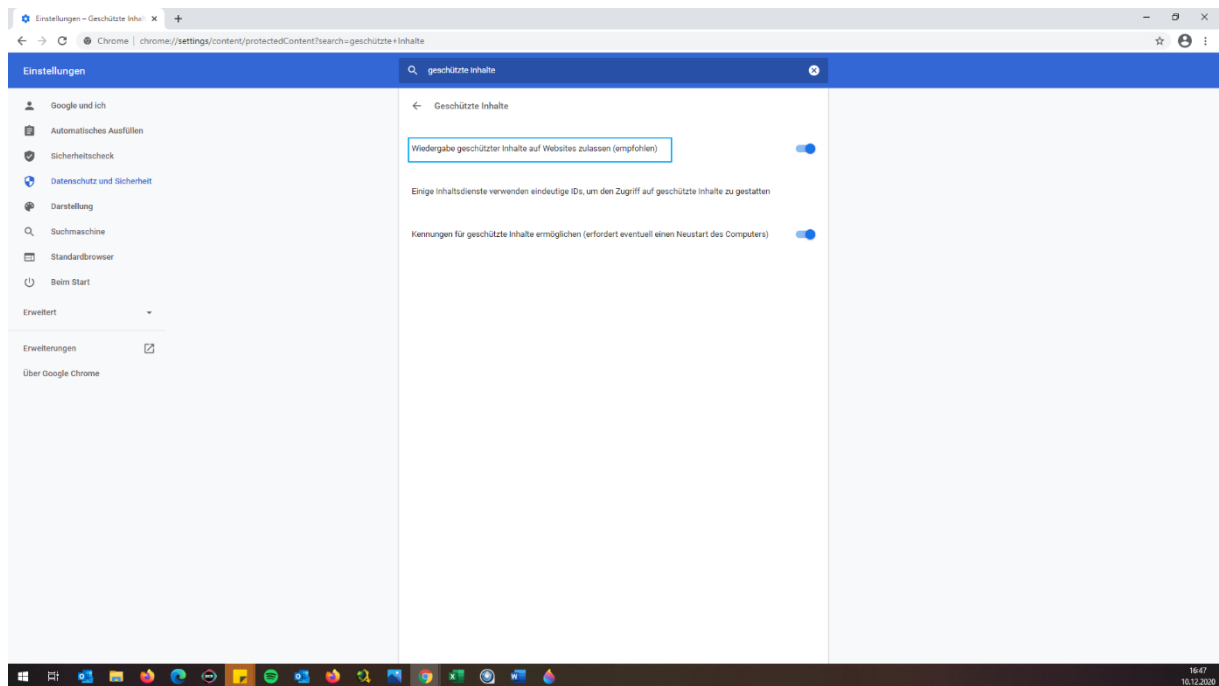 Einstellungen – Geschützte Inhal
Chrome | chrome://settings/content/protectedContent?search=geschützte+Inhalte
Einstellungen
geschützte Inhalte
Google und ich
Automatisches Ausfüllen
Sicherheitscheck
Datenschutz und Sicherheit
Darstellung
Suchmaschine
Standardbrowser
Beim Start
Erweitert
Erweiterungen
Über Google Chrome
Geschützte Inhalte
Wiedergabe geschützter Inhalte auf Websites zulassen (empfohlen)
Einige Inhaltsdienste verwenden eindeutige IDs, um den Zugriff auf geschützte Inhalte zu gestatten
Kennungen für geschützte Inhalte ermöglichen (erfordert eventuell einen Neustart des Computers)
16:47
10.12.2020